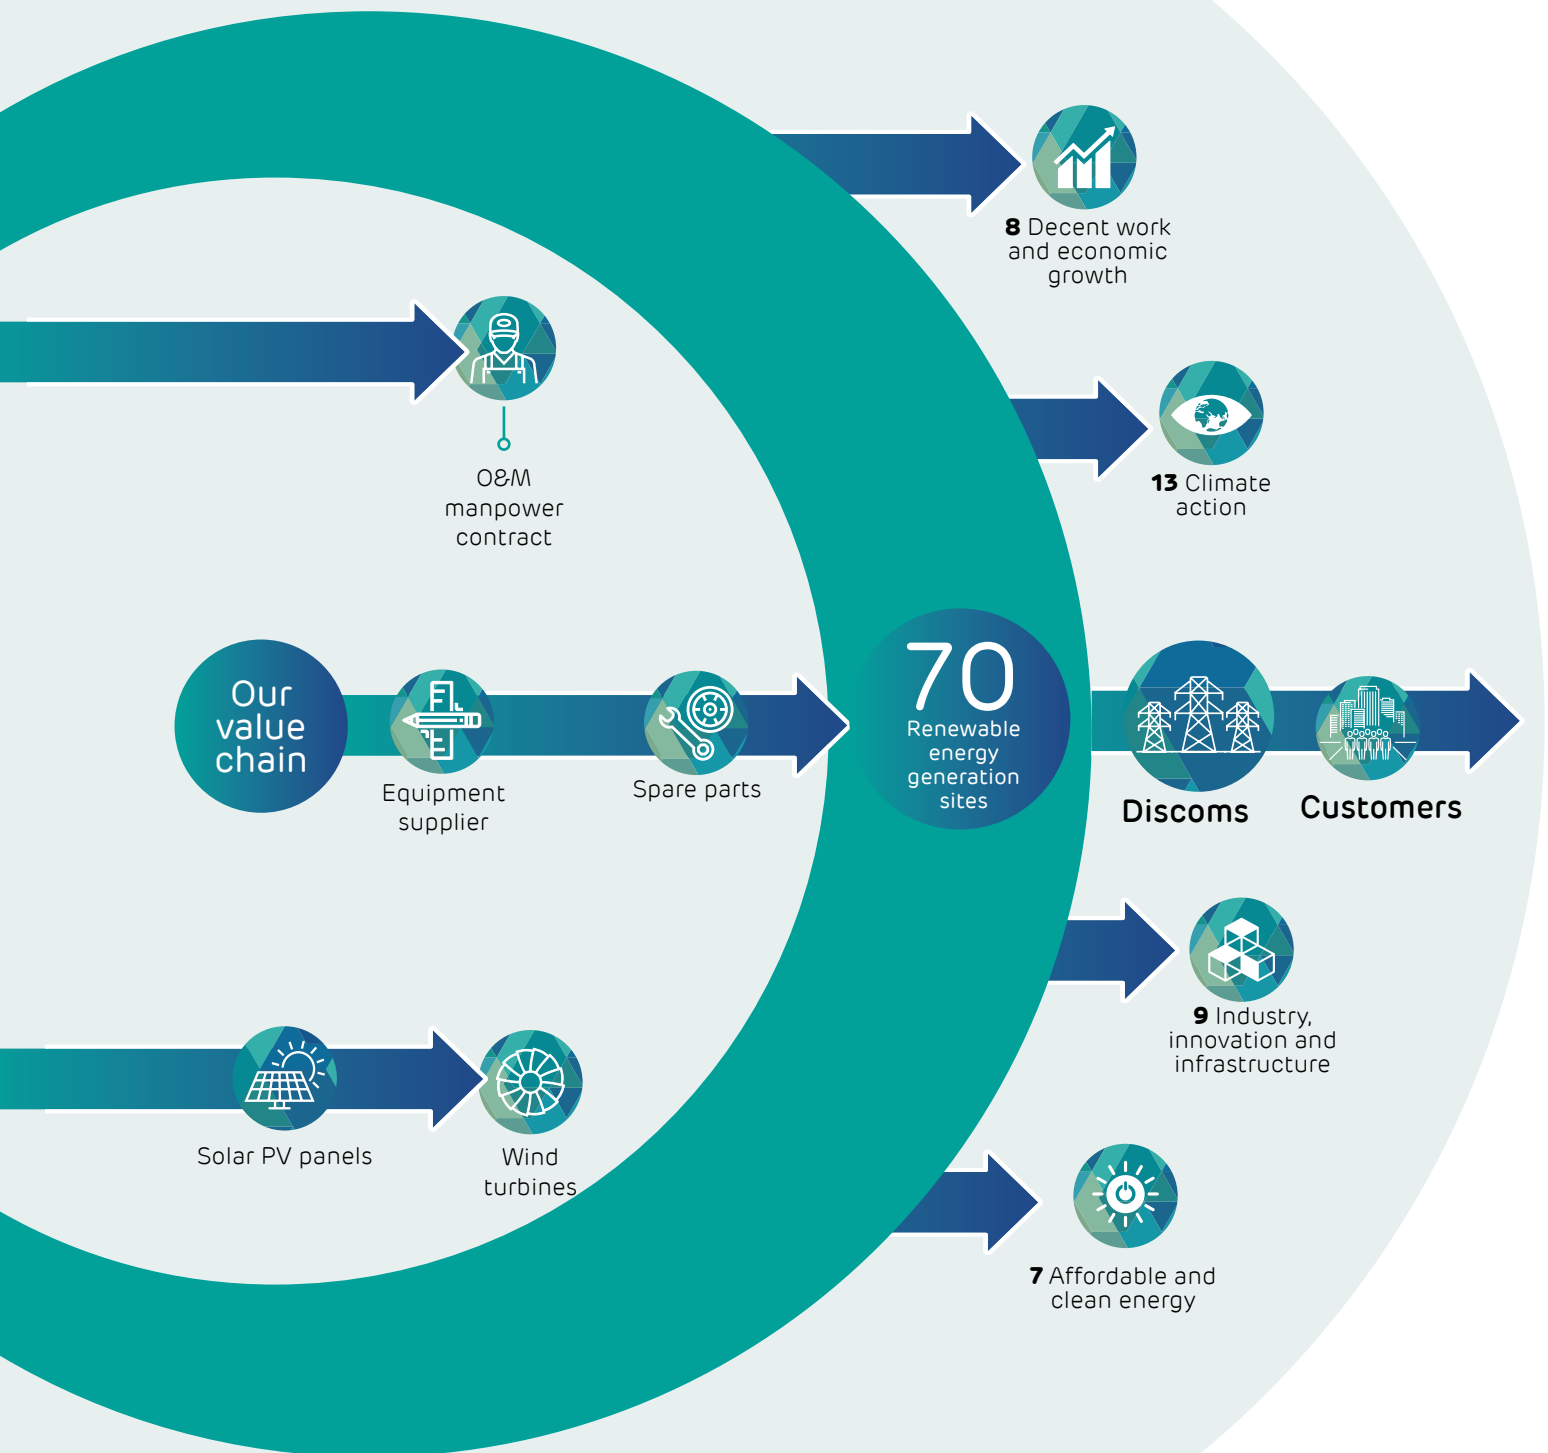 8 Decent work
and economic
growth
O&M
manpower
contract
13 Climate
action
Our
value
chain
Equipment
supplier
Spare parts
70
Renewable
energy
generation
sites
Discoms
Customers
9 Industry,
innovation and
infrastructure
Solar PV panels
Wind
turbines
7 Affordable and
clean energy